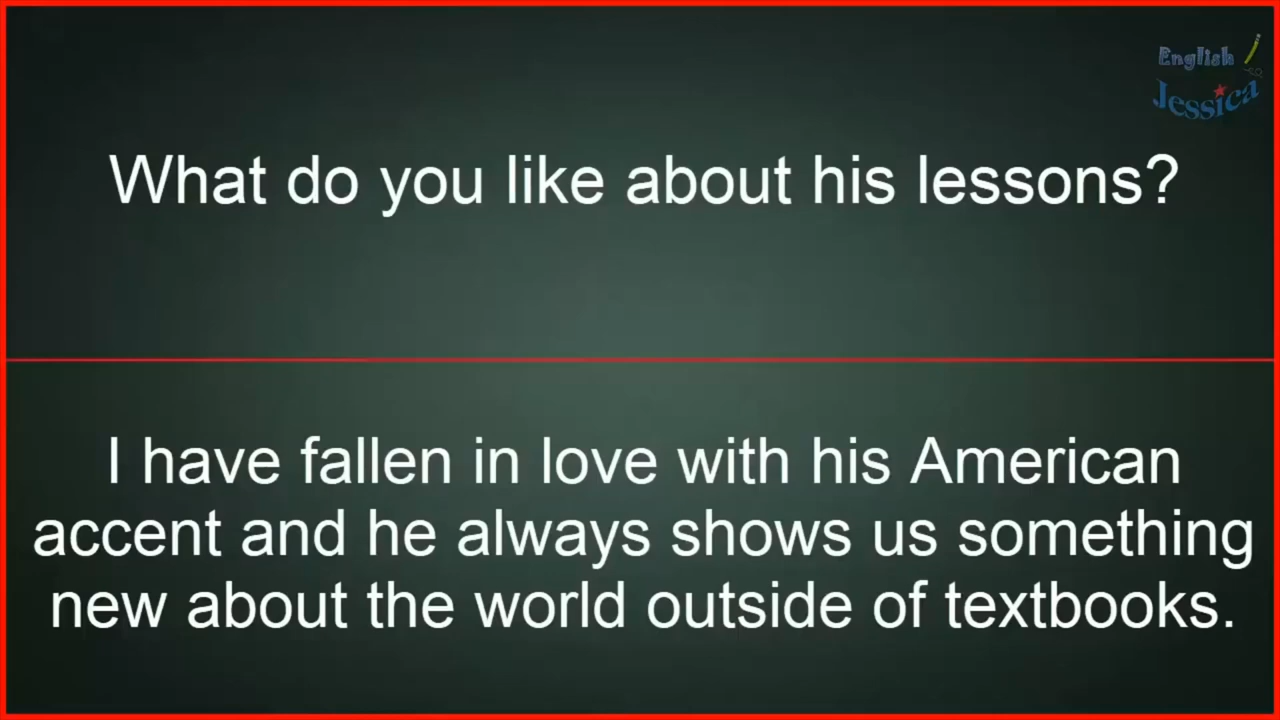 English
Jessica
What do you like about his lessons?
I have fallen in love with his American
accent and he always shows us something
new about the world outside of textbooks.